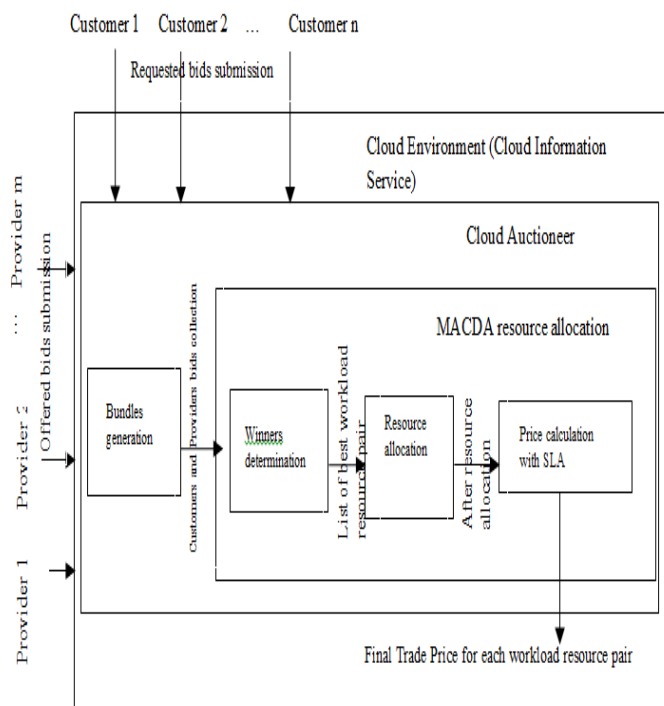 Customer 1 Customer 2 ... Customer n
Requested bids submission
Cloud Environment (Cloud Information
Service)
Cloud Auctioneer
MACDA resource allocation
Provider m
...
Provider 2
Provider 1
Offered bids submission
Bundles
generation
Customers and Providers bids collection
Winners
determination
List of best workload
resource pair
Resource
allocation
After resource
allocation
Price calculation
with SLA
Final Trade Price for each workload resource pair